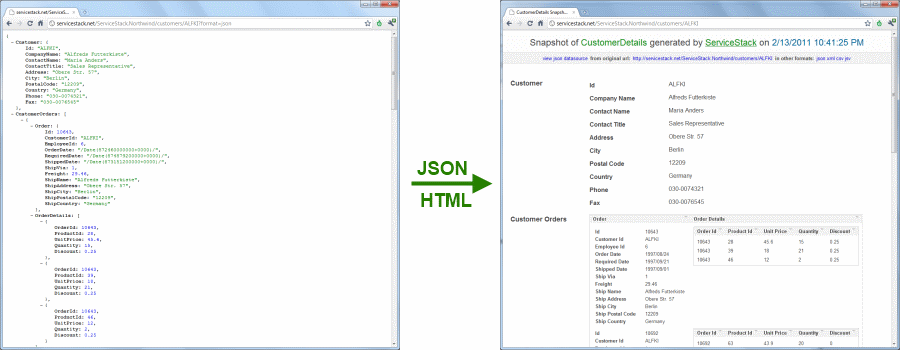 servicestack.net/ServiceS
servicestack.net/ServiceStack.Northwind/customers/ALFKI?format=json
{
- Customer: {
Id: "ALFKI",
CompanyName: "Alfreds Futterkiste",
ContactName: "Maria Anders",
ContactTitle: "Sales Representative",
Address: "Obere Str. 57",
City: "Berlin",
PostalCode: "12209",
Country: "Germany",
Phone: "030-0074321",
Fax: "030-0076545"
},
- CustomerOrders: [
- {
- Order: {
Id: 10643,
CustomerId: "ALFKI",
EmployeeId: 6,
ShipVia: 1,
Freight: 29.46,
ShipName: "Alfreds Futterkiste",
ShipAddress: "Obere Str. 57",
ShipCity: "Berlin",
ShipPostalCode: "12209",
ShipCountry: "Germany"
},
- OrderDetails: [
- {
OrderId: 10643,
ProductId: 28,
UnitPrice: 45.6,
Quantity: 15,
Discount: 0.25
},
- {
OrderId: 10643,
ProductId: 39,
UnitPrice: 18,
Quantity: 21,
Discount: 0.25
},
- {
OrderId: 10643,
ProductId: 46,
UnitPrice: 12,
Quantity: 2,
Discount: 0.25
JSON
HTML
CustomerDetails Snapsh
servicestack.net/ServiceStack.Northwind/customers/ALFKI
Snapshot of CustomerDetails generated by ServiceStack on 2/13/2011 10:41:25 PM
view json datasource from original url: http://servicestack.net/ServiceStack.Northwind/customers/ALFKI in other formats: json xml csv jsv
Customer
Id ALFKI
Company Name Alfreds Futterkiste
Contact Name Maria Anders
Contact Title Sales Representative
Address Obere Str. 57
City Berlin
Postal Code 12209
Country Germany
Phone 030-0074321
Fax 030-0076545
Customer Orders
Order Order Details
Id 10643
Customer Id ALFKI
Employee Id 6
Order Date 1997/08/24
Required Date 1997/09/21
Shipped Date 1997/09/01
Ship Via 1
Freight 29.46
Ship Name Alfreds Futterkiste
Ship Address Obere Str. 57
Ship City Berlin
Ship Postal Code 12209
Ship Country Germany
Order Id Product Id Unit Price Quantity Discount
10643 28 45.6 15 0.25
10643 39 18 21 0.25
10643 46 12 2 0.25
Id 10692
Customer Id ALFKI
Order Id Product Id Unit Price Quantity Discount
10692 63 43.9 20 0